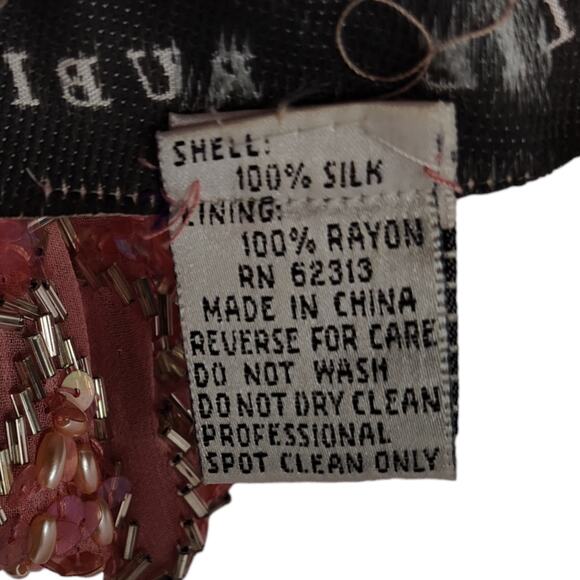 SHELL:
100% SILK
LINING:
100% RAYON
RN 62313
MADE IN CHINA
REVERSE FOR CARE
DO NOT WASH
DO NOT DRY CLEAN
PROFESSIONAL
SPOT CLEAN ONLY